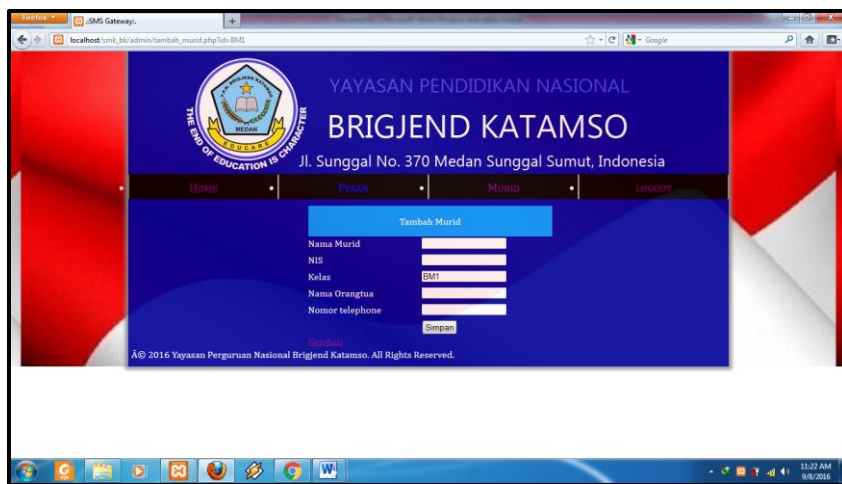 Firefox
.:SMS Gateway:.
localhost/smk_bk/admin/tambah_murid.php?id=BM1
Google
YAYASAN PENDIDIKAN NASIONAL
BRIGJEND KATAMSO
Jl. Sunggal No. 370 Medan Sunggal Sumut, Indonesia
MEDAN
EDUCARE
THE END OF EDUCATION IS CHARACTER
HOME
PESAN
MURID
LOGOUT
Tambah Murid
Nama Murid
NIS
Kelas BM1
Nama Orangtua
Nomor telephone
Simpan
Kembali
Â© 2016 Yayasan Perguruan Nasional Brigjend Katamso. All Rights Reserved.
11:22 AM
9/8/2016